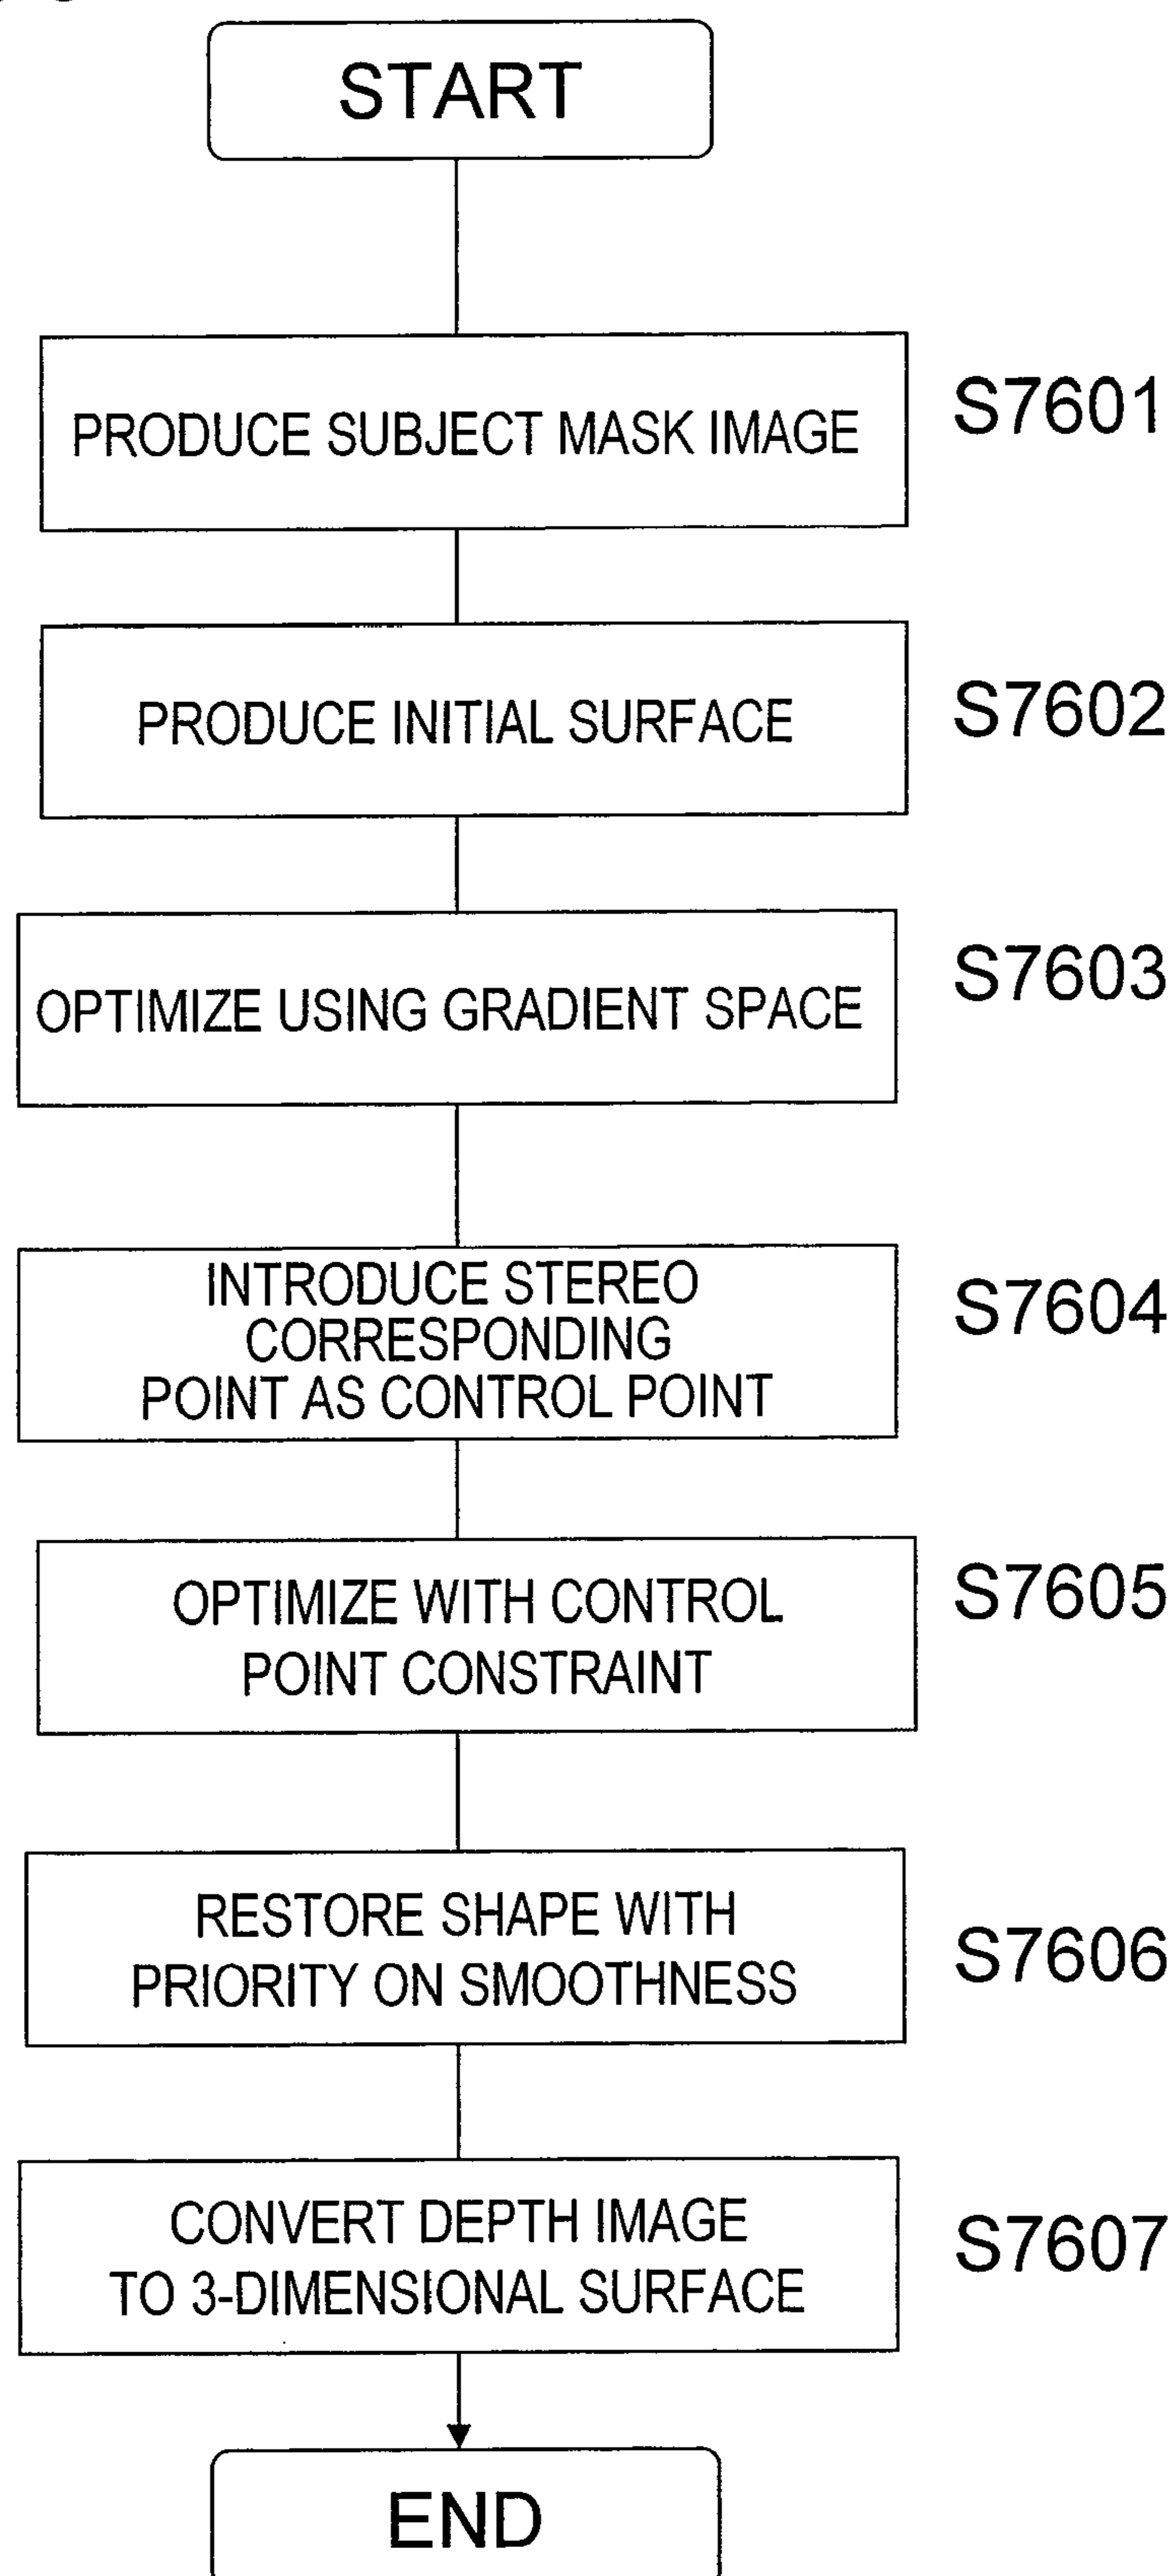 START
PRODUCE SUBJECT MASK IMAGE
S7601
PRODUCE INITIAL SURFACE
S7602
OPTIMIZE USING GRADIENT SPACE
S7603
INTRODUCE STEREO
CORRESPONDING
POINT AS CONTROL POINT
S7604
OPTIMIZE WITH CONTROL
POINT CONSTRAINT
S7605
RESTORE SHAPE WITH
PRIORITY ON SMOOTHNESS
S7606
CONVERT DEPTH IMAGE
TO 3-DIMENSIONAL SURFACE
S7607
END